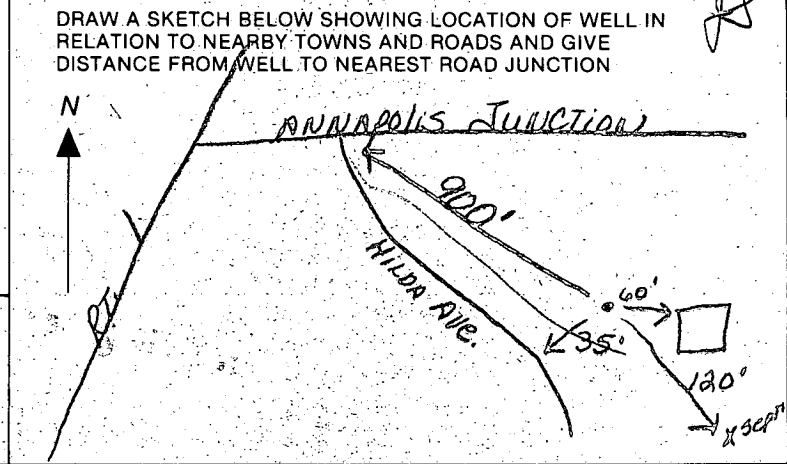 DRAW A SKETCH BELOW SHOWING LOCATION OF WELL IN
RELATION TO NEARBY TOWNS AND ROADS AND GIVE
DISTANCE FROM WELL TO NEAREST ROAD JUNCTION
N
ANNAPOLIS JUNCTION
900'
HILDA AVE.
RT.
60'
35'
120'